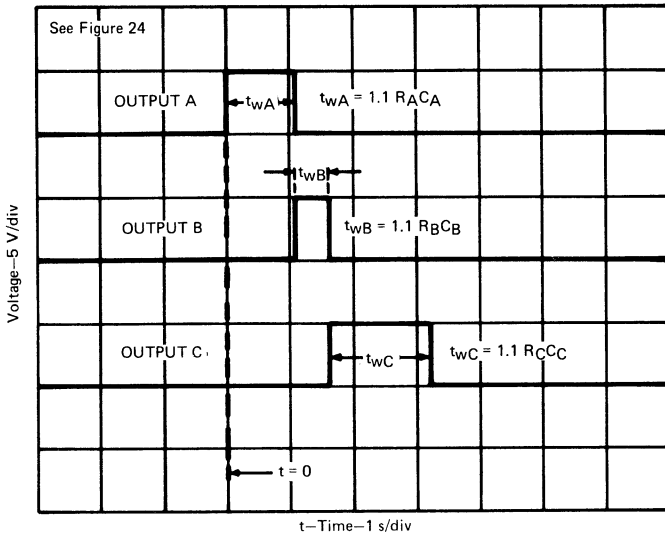 See Figure 24
OUTPUT A
twA
twA = 1.1 RACA
twB
OUTPUT B
twB = 1.1 RBCB
OUTPUT C
twC
twC = 1.1 RCCC
t = 0
Voltage—5 V/div
t—Time—1 s/div